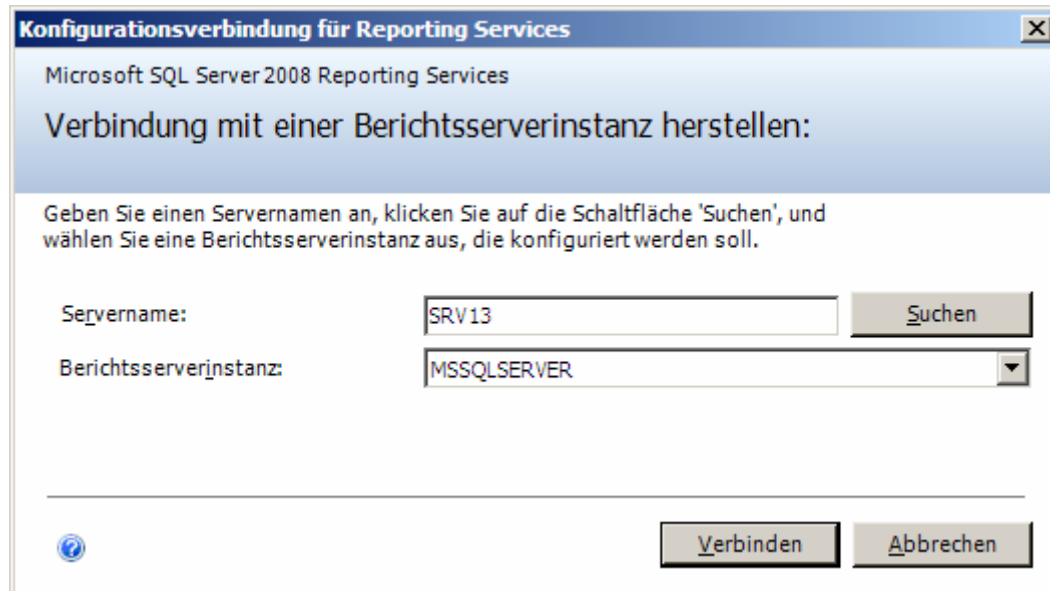 Konfigurationsverbindung für Reporting Services
Microsoft SQL Server 2008 Reporting Services
Verbindung mit einer Berichtsserverinstanz herstellen:
Geben Sie einen Servernamen an, klicken Sie auf die Schaltfläche 'Suchen', und
wählen Sie eine Berichtsserverinstanz aus, die konfiguriert werden soll.
Servername:
SRV13
Suchen
Berichtsserverinstanz:
MSSQLSERVER
Verbinden
Abbrechen